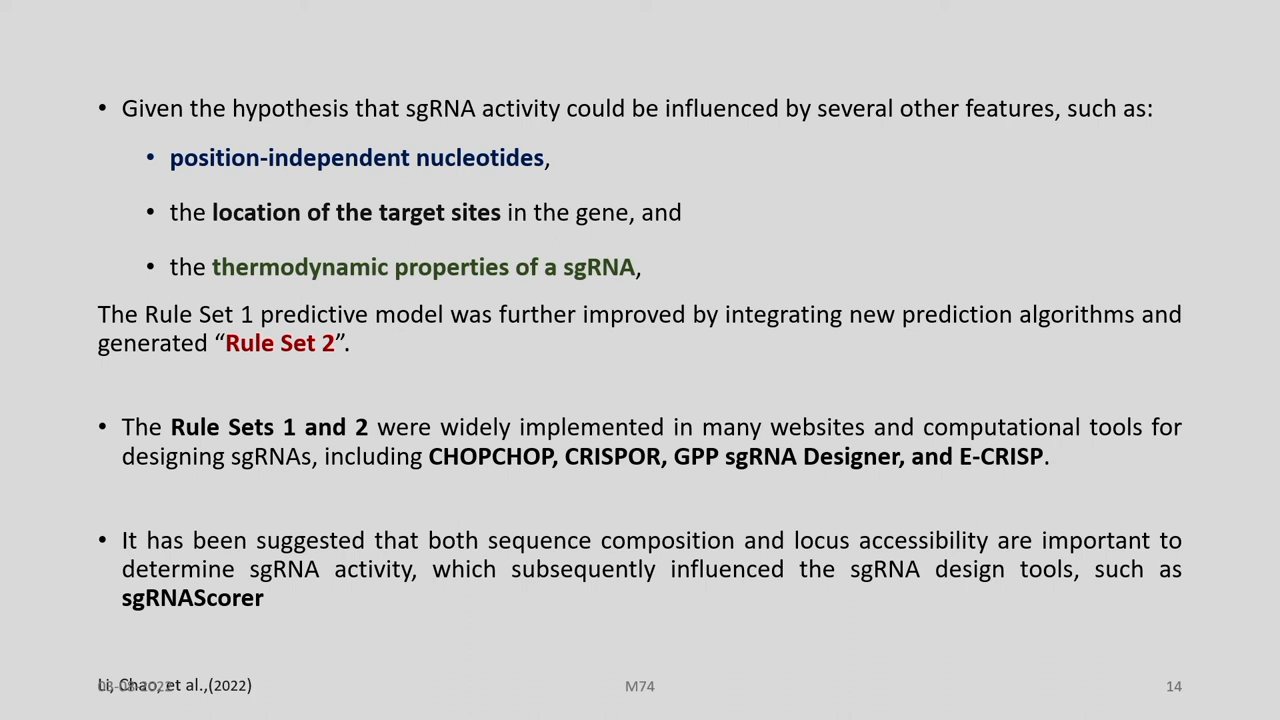 • Given the hypothesis that sgRNA activity could be influenced by several other features, such as:
• position-independent nucleotides,
• the location of the target sites in the gene, and
• the thermodynamic properties of a sgRNA,
The Rule Set 1 predictive model was further improved by integrating new prediction algorithms and
generated “Rule Set 2”.
• The Rule Sets 1 and 2 were widely implemented in many websites and computational tools for
designing sgRNAs, including CHOPCHOP, CRISPOR, GPP sgRNA Designer, and E-CRISP.
• It has been suggested that both sequence composition and locus accessibility are important to
determine sgRNA activity, which subsequently influenced the sgRNA design tools, such as
sgRNAScorer
Li, Chao, et al.,(2022)
M74
14